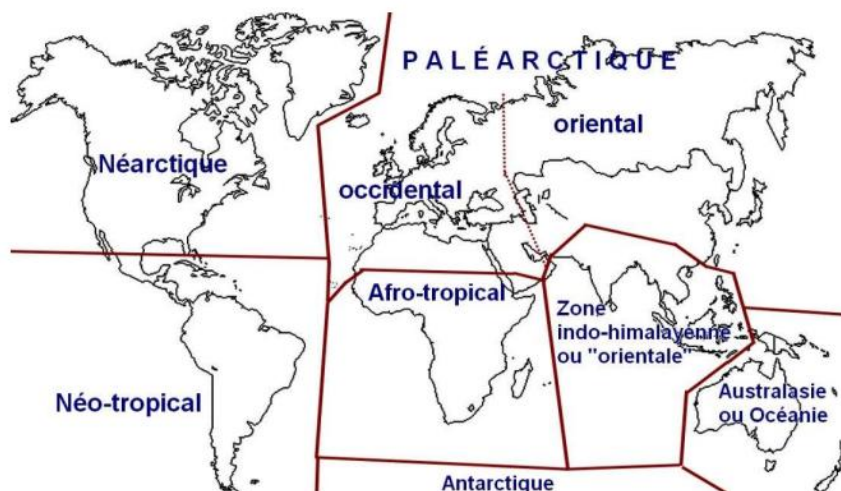 PALÉARCTIQUE
oriental
Néarctique
occidental
Afro-tropical
Zone
indo-himalayenne
ou "orientale"
Néo-tropical
Australasie
ou Océanie
Antarctique